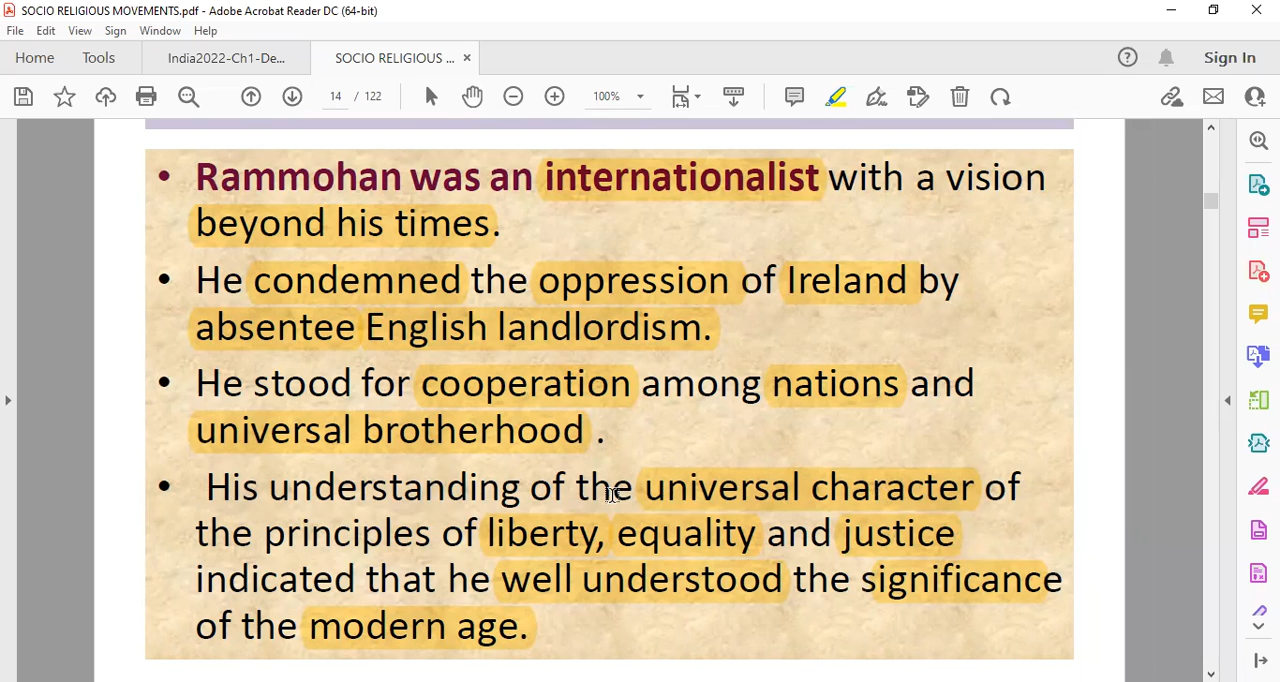 SOCIO RELIGIOUS MOVEMENTS.pdf - Adobe Acrobat Reader DC (64-bit)
File Edit View Sign Window Help
Home Tools India2022-Ch1-De... SOCIO RELIGIOUS ... × Sign In
14 / 122 100%
• Rammohan was an internationalist with a vision
beyond his times.
• He condemned the oppression of Ireland by
absentee English landlordism.
• He stood for cooperation among nations and
universal brotherhood .
• His understanding of the universal character of
the principles of liberty, equality and justice
indicated that he well understood the significance
of the modern age.